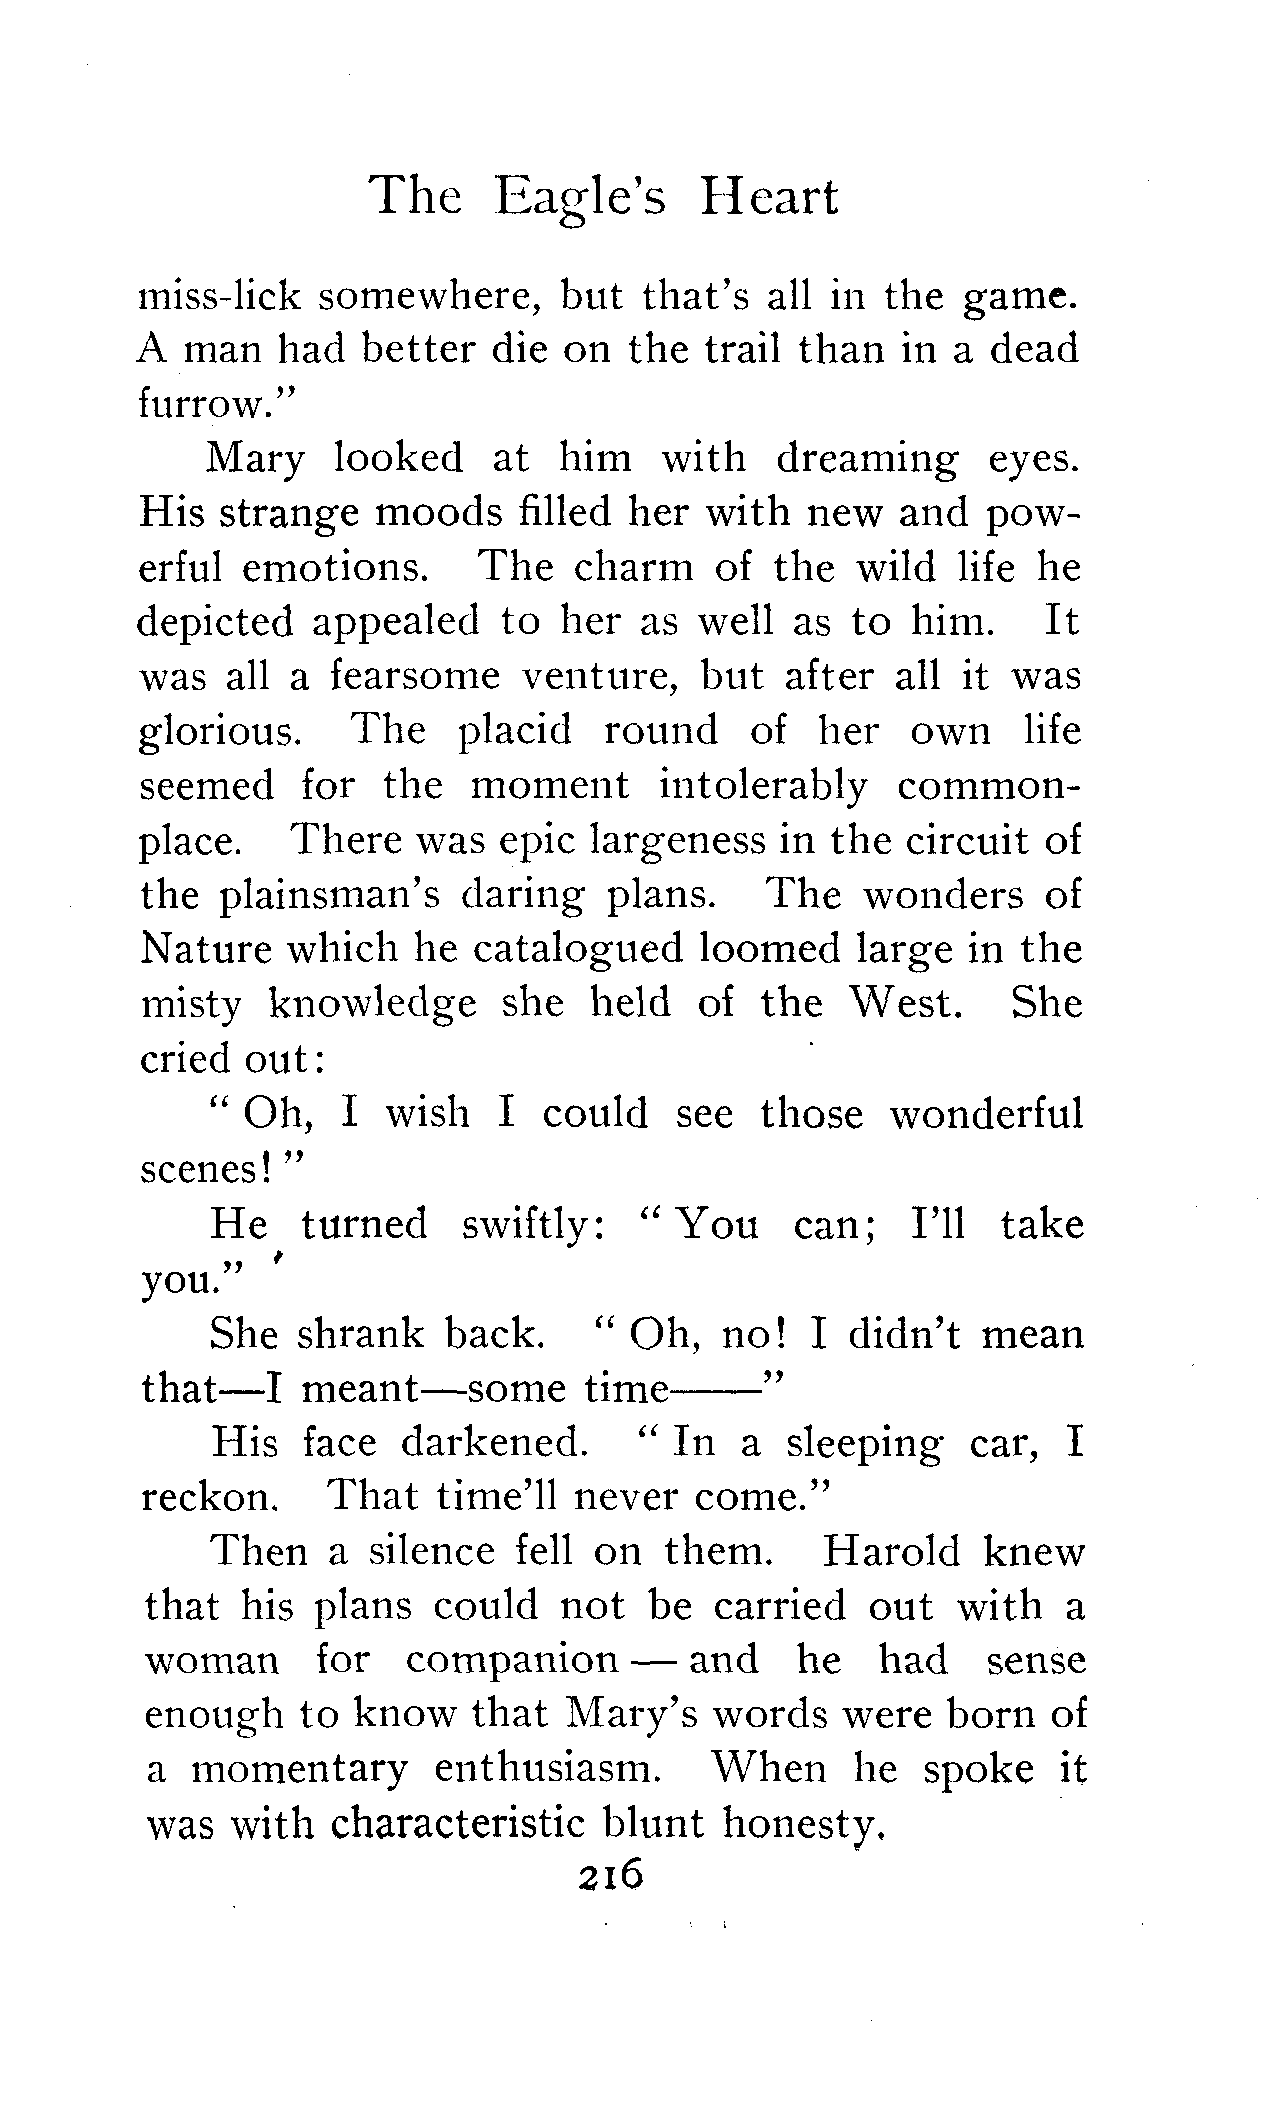 The Eagle's Heart
miss-lick somewhere, but that's all in the game.
A man had better die on the trail than in a dead
furrow."
Mary looked at him with dreaming eyes.
His strange moods filled her with new and pow-
erful emotions. The charm of the wild life he
depicted appealed to her as well as to him. It
was all a fearsome venture, but after all it was
glorious. The placid round of her own life
seemed for the moment intolerably common-
place. There was epic largeness in the circuit of
the plainsman's daring plans. The wonders of
Nature which he catalogued loomed large in the
misty knowledge she held of the West. She
cried out:
" Oh, I wish I could see those wonderful
scenes! "
He turned swiftly: " You can; I'll take
you."
She shrank back. " Oh, no! I didn't mean
that—I meant—some time——"
His face darkened. " In a sleeping car, I
reckon. That time'll never come."
Then a silence fell on them. Harold knew
that his plans could not be carried out with a
woman for companion — and he had sense
enough to know that Mary's words were born of
a momentary enthusiasm. When he spoke it
was with characteristic blunt honesty.
216